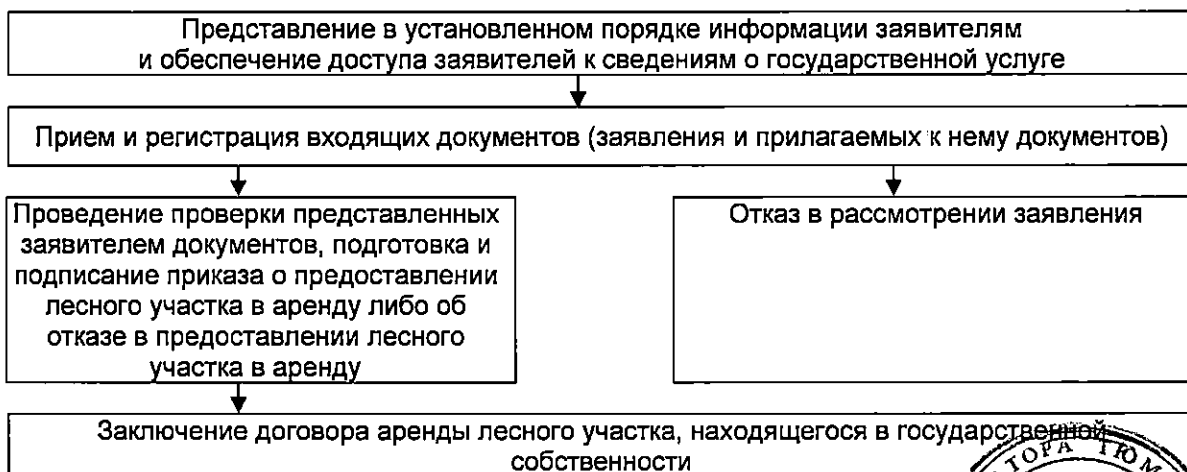 Представление в установленном порядке информации заявителям
и обеспечение доступа заявителей к сведениям о государственной услуге
Прием и регистрация входящих документов (заявления и прилагаемых к нему документов)
Проведение проверки представленных
заявителем документов, подготовка и
подписание приказа о предоставлении
лесного участка в аренду либо об
отказе в предоставлении лесного
участка в аренду
Отказ в рассмотрении заявления
Заключение договора аренды лесного участка, находящегося в государственной
собственности